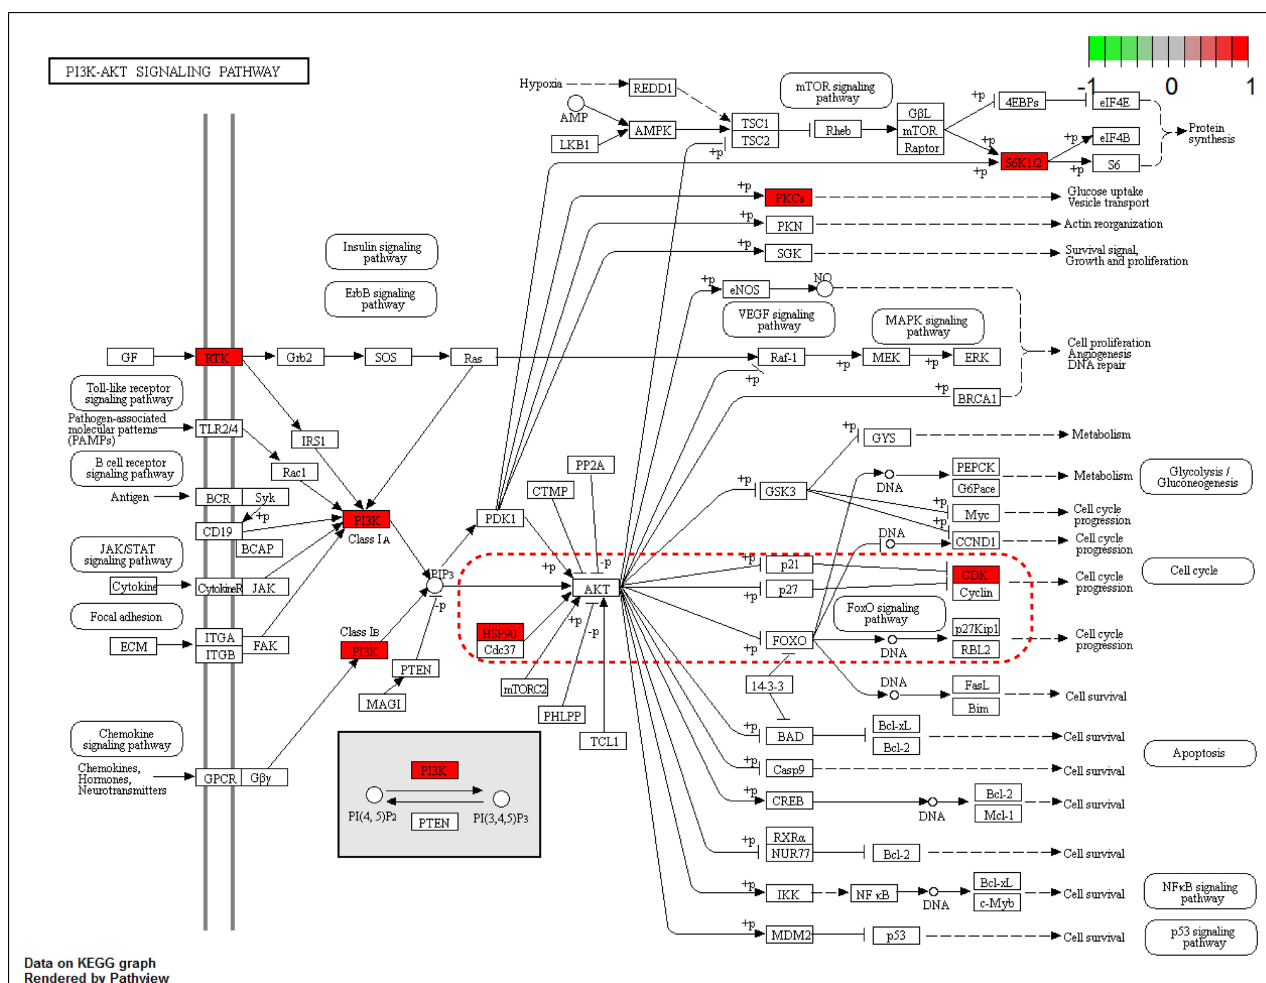 PI3K-AKT SIGNALING PATHWAY
-1 0 1
Hypoxia
REDD1
mTOR signaling
pathway
AMP
LKB1
AMPK
TSC1
TSC2
+p
Rheb
GβL
mTOR
Raptor
+p
4EBPs
eIF4E
+p
S6K1/2
+p
+p
eIF4B
+p
S6
Protein
synthesis
+p
PKCs
Glucose uptake
Vesicle transport
+p
PKN
Actin reorganization
+p
SGK
Survival signal,
Growth and proliferation
Insulin signaling
pathway
ErbB signaling
pathway
+p
eNOS
NO
VEGF signaling
pathway
MAPK signaling
pathway
GF
RTK
Grb2
SOS
Ras
Raf-1
+p
+p
MEK
+p
ERK
Cell proliferation
Angiogenesis
DNA repair
+p
BRCA1
Toll-like receptor
signaling pathway
Pathogen-associated
molecular patterns
(PAMPs)
TLR2/4
IRS1
Rac1
B cell receptor
signaling pathway
Antigen
BCR
Syk
+p
CD19
BCAP
PI3K
Class IA
JAK/STAT
signaling pathway
Cytokine
CytokineR
JAK
Focal adhesion
ECM
ITGA
ITGB
FAK
Chemokine
signaling pathway
Chemokines,
Hormones,
Neurotransmitters
GPCR
Gβγ
Class IB
PI3K
PIP3
-p
PTEN
MAGI
PDK1
CTMP
PP2A
+p
-p
AKT
HSP90
Cdc37
+p
-p
mTORC2
PHLPP
TCL1
PI3K
PI(4, 5)P2
PI(3,4,5)P3
PTEN
+p
GSK3
GYS
Metabolism
DNA
PEPCK
G6Pace
Metabolism
Glycolysis /
Gluconeogenesis
Myc
Cell cycle
progression
+p
+p
DNA
CCND1
Cell cycle
progression
+p
p21
+p
p27
CDK
Cyclin
Cell cycle
progression
Cell cycle
FoxO signaling
pathway
+p
FOXO
DNA
p27Kip1
RBL2
Cell cycle
progression
14-3-3
DNA
FasL
Bim
Cell survival
+p
BAD
Bcl-xL
Bcl-2
Cell survival
Apoptosis
+p
Casp9
Cell survival
+p
CREB
DNA
Bcl-2
Mcl-1
Cell survival
+p
RXRα
NUR77
Bcl-2
Cell survival
+p
IKK
NFκB
DNA
Bcl-xL
c-Myb
Cell survival
NFκB signaling
pathway
+p
MDM2
p53
Cell survival
p53 signaling
pathway
Data on KEGG graph
Rendered by Pathview